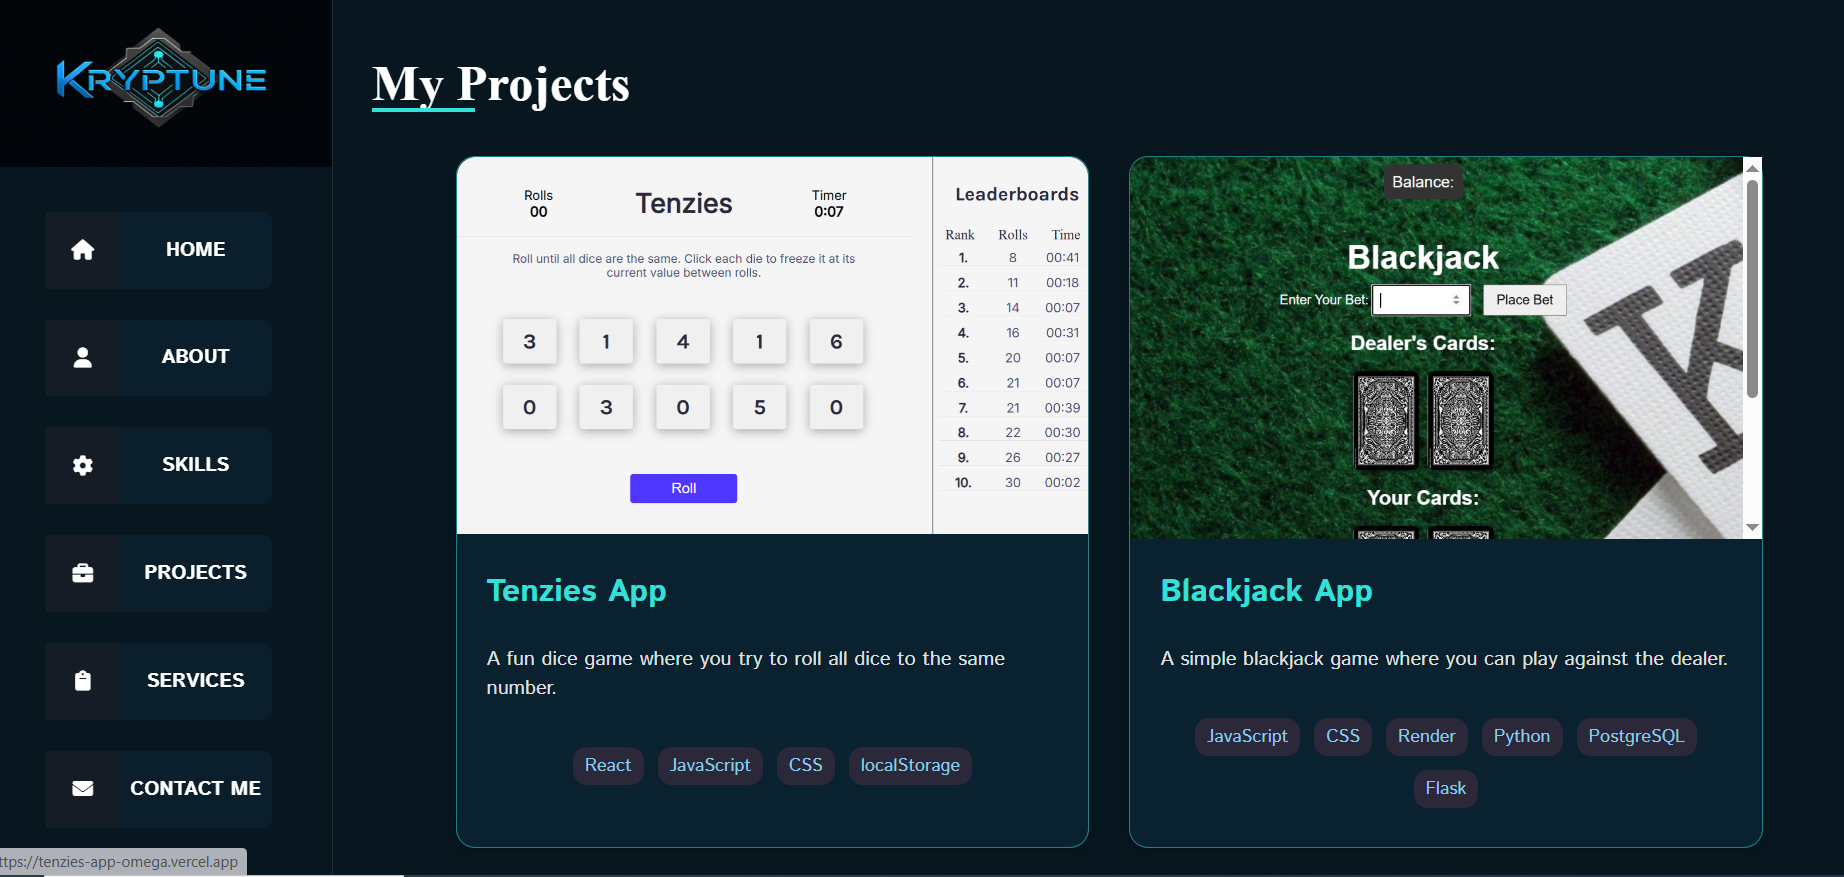 KRYPTUNE
HOME
ABOUT
SKILLS
PROJECTS
SERVICES
CONTACT ME
ttps://tenzies-app-omega.vercel.app
My Projects
Rolls
00
Tenzies
Timer
0:07
Roll until all dice are the same. Click each die to freeze it at its
current value between rolls.
3 1 4 1 6
0 3 0 5 0
Roll
Leaderboards
Rank Rolls Time
1. 8 00:41
2. 11 00:18
3. 14 00:07
4. 16 00:31
5. 20 00:07
6. 21 00:07
7. 21 00:39
8. 22 00:30
9. 26 00:27
10. 30 00:02
Tenzies App
A fun dice game where you try to roll all dice to the same
number.
React JavaScript CSS localStorage
Balance:
Blackjack
Enter Your Bet: Place Bet
Dealer's Cards:
Your Cards:
K
Blackjack App
A simple blackjack game where you can play against the dealer.
JavaScript CSS Render Python PostgreSQL
Flask